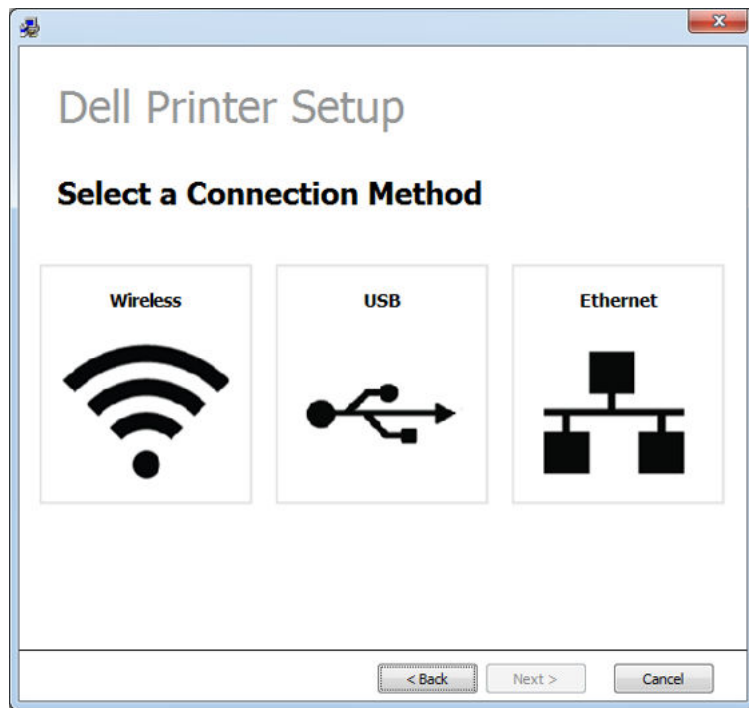 Dell Printer Setup
Select a Connection Method
Wireless
USB
Ethernet
< Back
Next >
Cancel